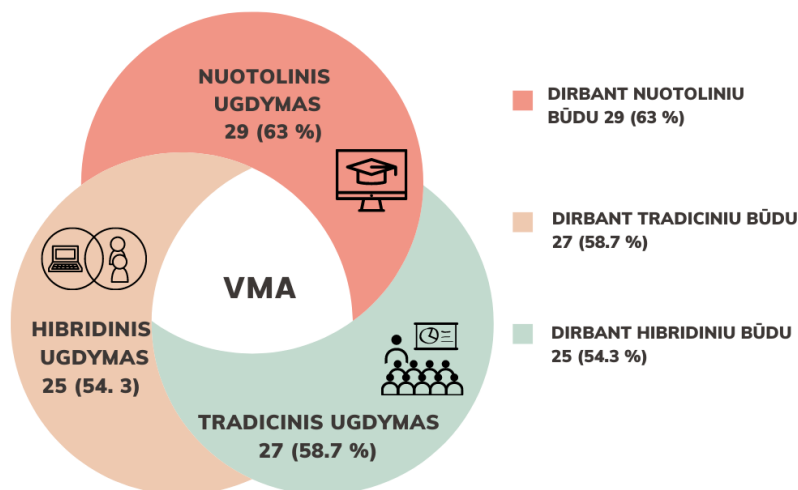 NUOTOLINIS
UGDYMAS
29 (63 %)
HIBRIDINIS
UGDYMAS
25 (54. 3)
VMA
TRADICINIS UGDYMAS
27 (58.7 %)
DIRBANT NUOTOLINIU
BŪDU 29 (63 %)
DIRBANT TRADICINIU BŪDU
27 (58.7 %)
DIRBANT HIBRIDINIU BŪDU
25 (54.3 %)